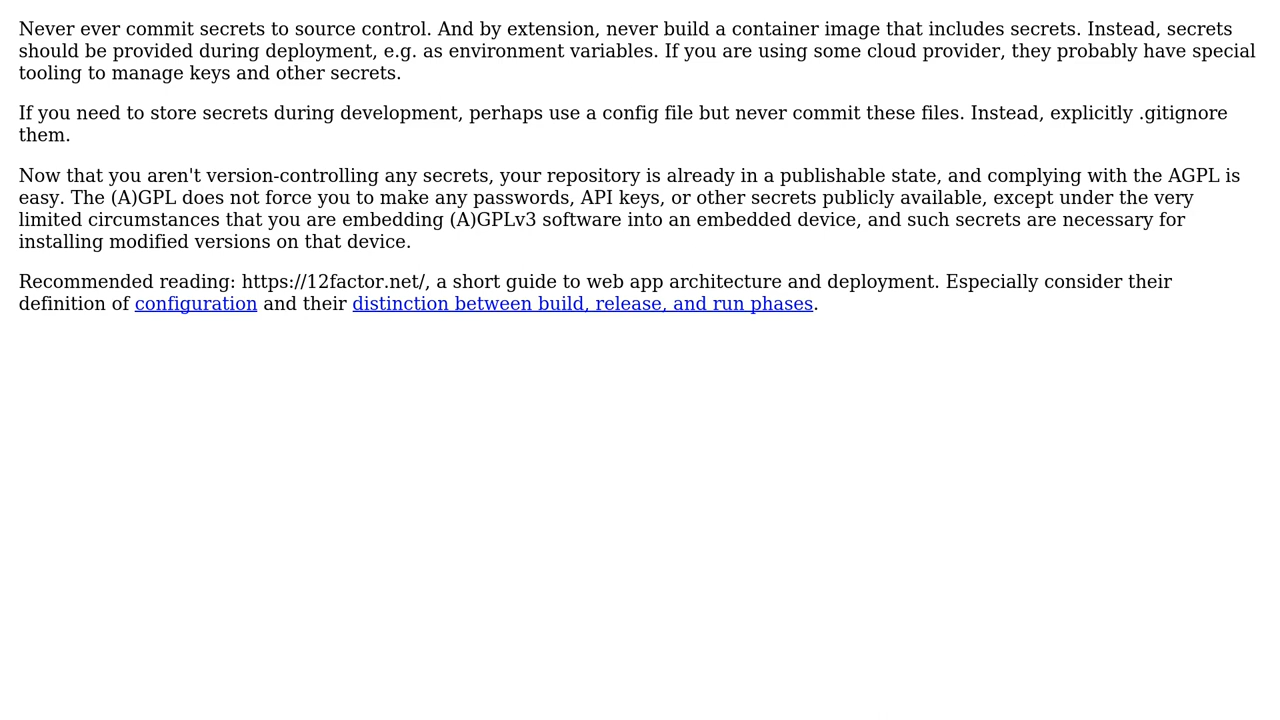 Never ever commit secrets to source control. And by extension, never build a container image that includes secrets. Instead, secrets
should be provided during deployment, e.g. as environment variables. If you are using some cloud provider, they probably have special
tooling to manage keys and other secrets.
If you need to store secrets during development, perhaps use a config file but never commit these files. Instead, explicitly .gitignore
them.
Now that you aren't version-controlling any secrets, your repository is already in a publishable state, and complying with the AGPL is
easy. The (A)GPL does not force you to make any passwords, API keys, or other secrets publicly available, except under the very
limited circumstances that you are embedding (A)GPLv3 software into an embedded device, and such secrets are necessary for
installing modified versions on that device.
Recommended reading: https://12factor.net/, a short guide to web app architecture and deployment. Especially consider their
definition of configuration and their distinction between build, release, and run phases.